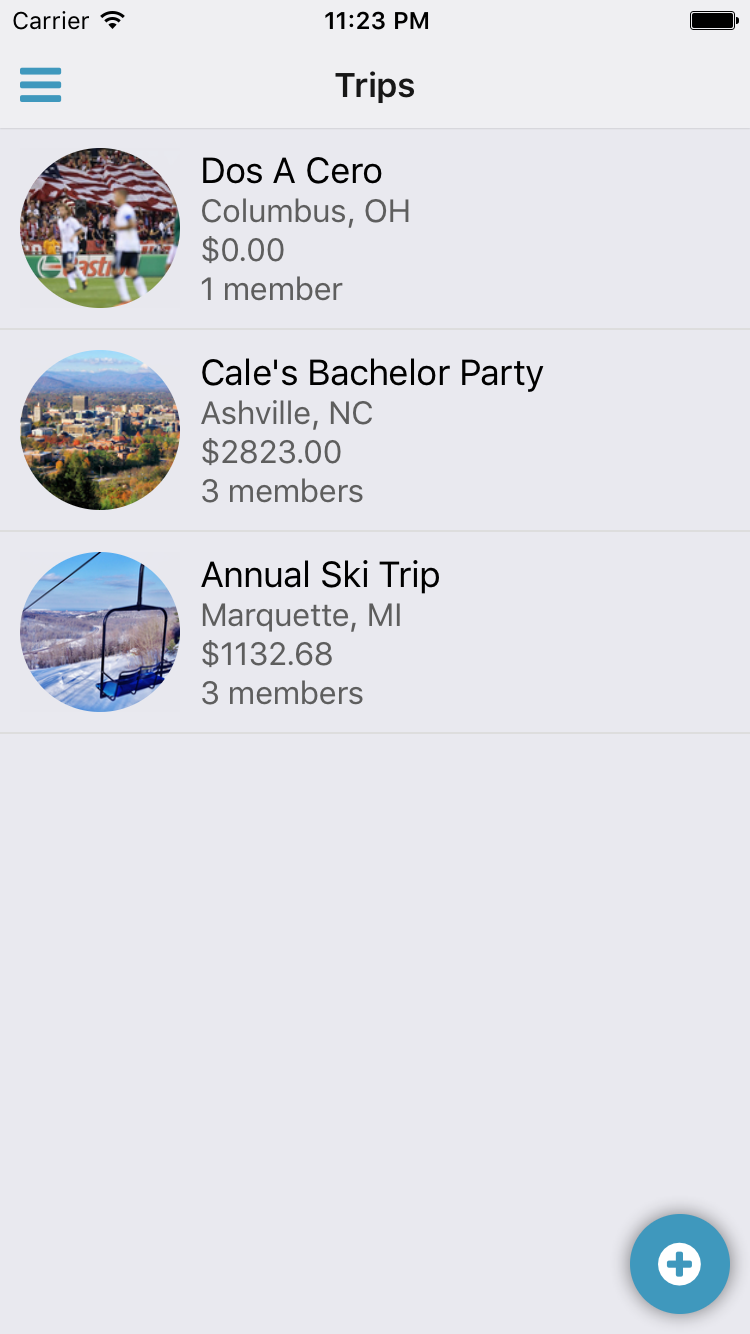 Carrier 11:23 PM
Trips
Dos A Cero
Columbus, OH
$0.00
1 member
Cale's Bachelor Party
Ashville, NC
$2823.00
3 members
Annual Ski Trip
Marquette, MI
$1132.68
3 members